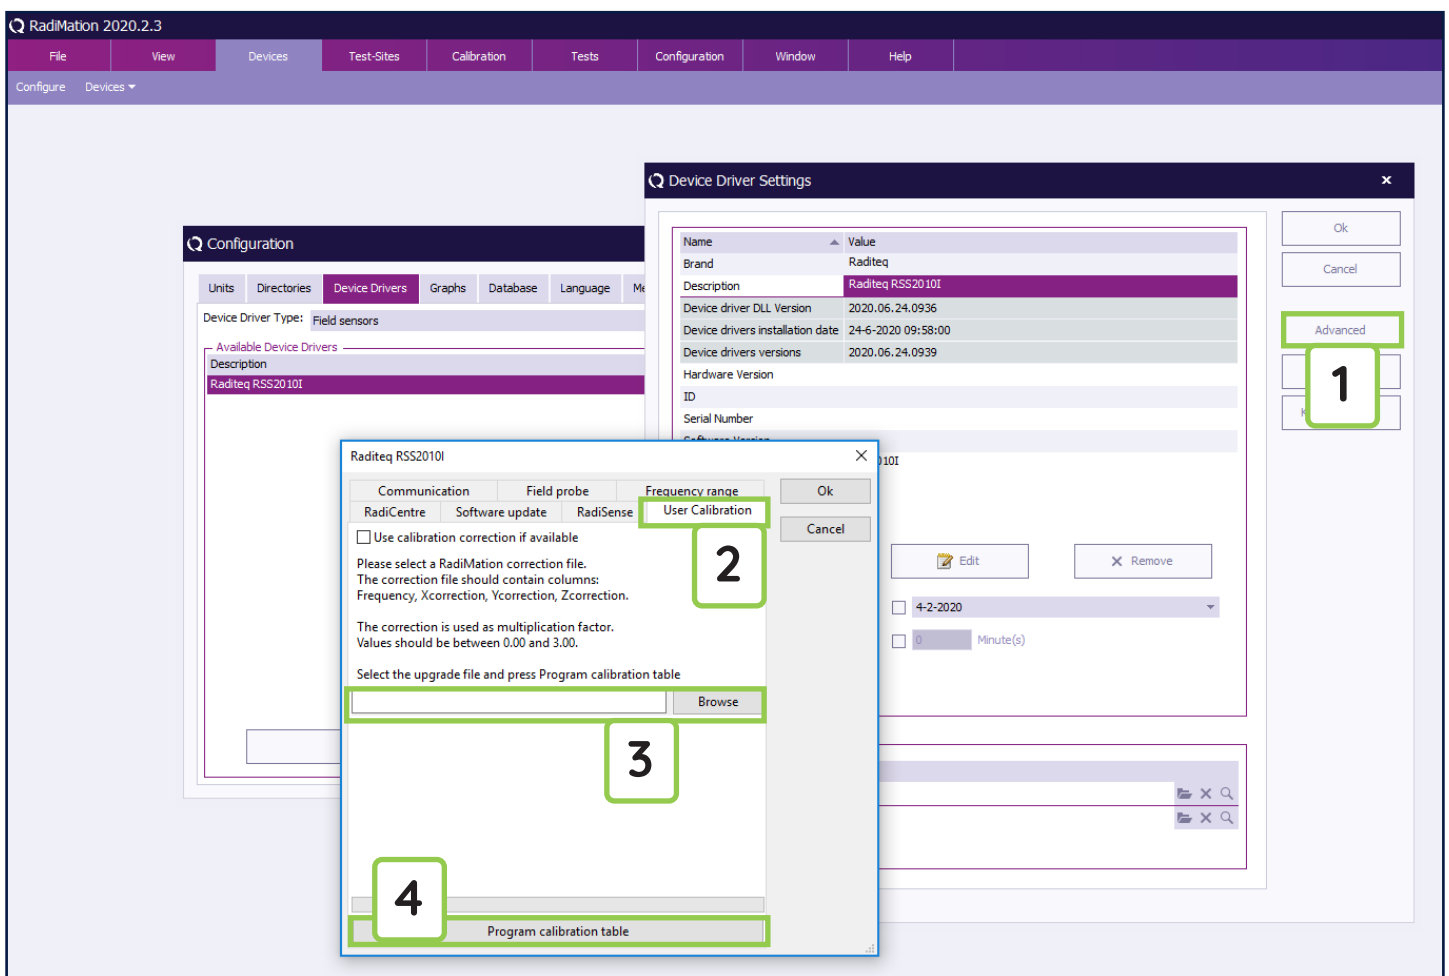 RadiMation 2020.2.3
File View Devices Test-Sites Calibration Tests Configuration Window Help
Configure Devices
Device Driver Settings
Ok
Cancel
Advanced
1
Name Value
Brand Raditeq
Description Raditeq RSS2010I
Device driver DLL Version 2020.06.24.0936
Device drivers installation date 24-6-2020 09:58:00
Device drivers versions 2020.06.24.0939
Hardware Version
ID
Serial Number
Software Version
010I
Edit Remove
4-2-2020
0 Minute(s)
Configuration
Units Directories Device Drivers Graphs Database Language Me
Device Driver Type: Field sensors
Available Device Drivers
Description
Raditeq RSS2010I
Raditeq RSS2010I
Communication Field probe Frequency range
RadiCentre Software update RadiSense User Calibration
Ok
Cancel
2
Use calibration correction if available
Please select a RadiMation correction file.
The correction file should contain columns:
Frequency, Xcorrection, Ycorrection, Zcorrection.
The correction is used as multiplication factor.
Values should be between 0.00 and 3.00.
Select the upgrade file and press Program calibration table
Browse
3
4
Program calibration table